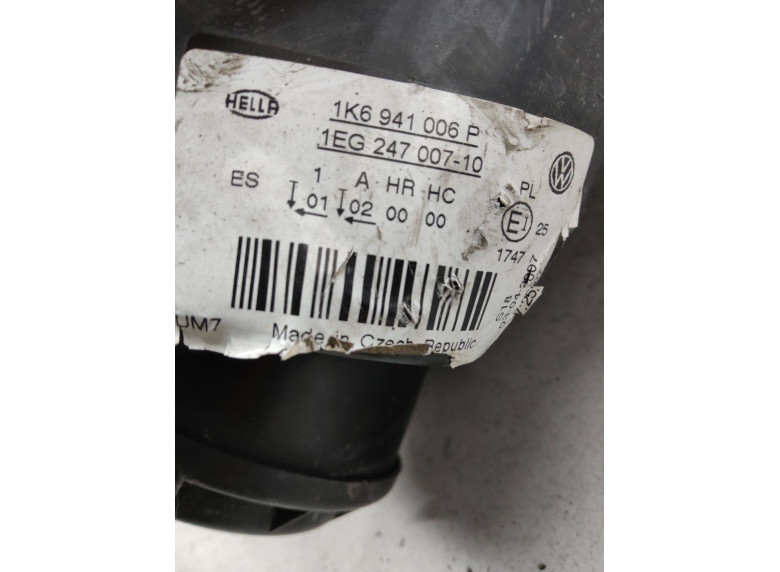 HELLA
1K6 941 006 P
1EG 247 007-10
ES 1 A HR HC PL
01 02 00 00 E1 25
1747
UM7 Made in Czech Republic